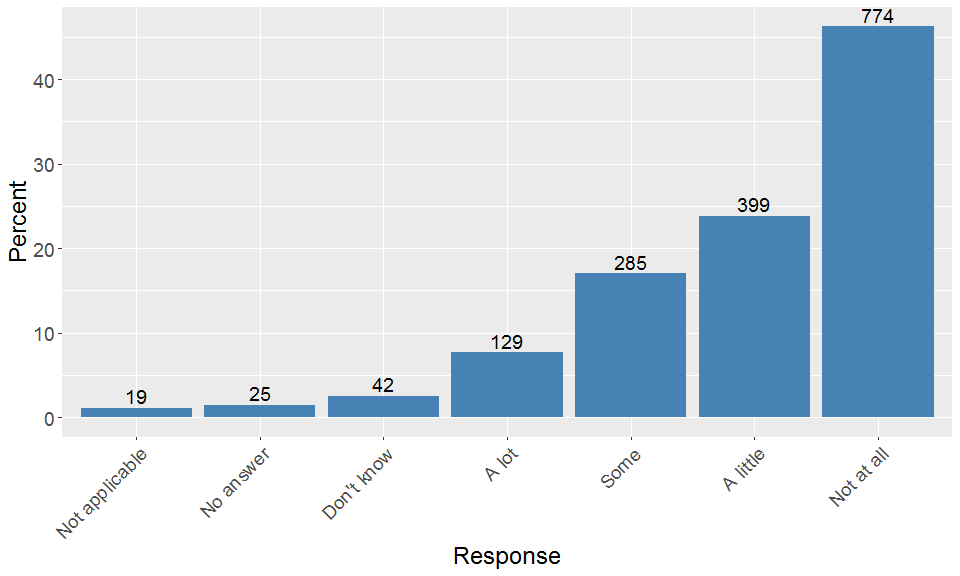 774
40
399
30
Percent
285
20
129
10
42
25
19
0
Not applicable
No answer
Don't know
A lot
Some
A little
Not at all
Response